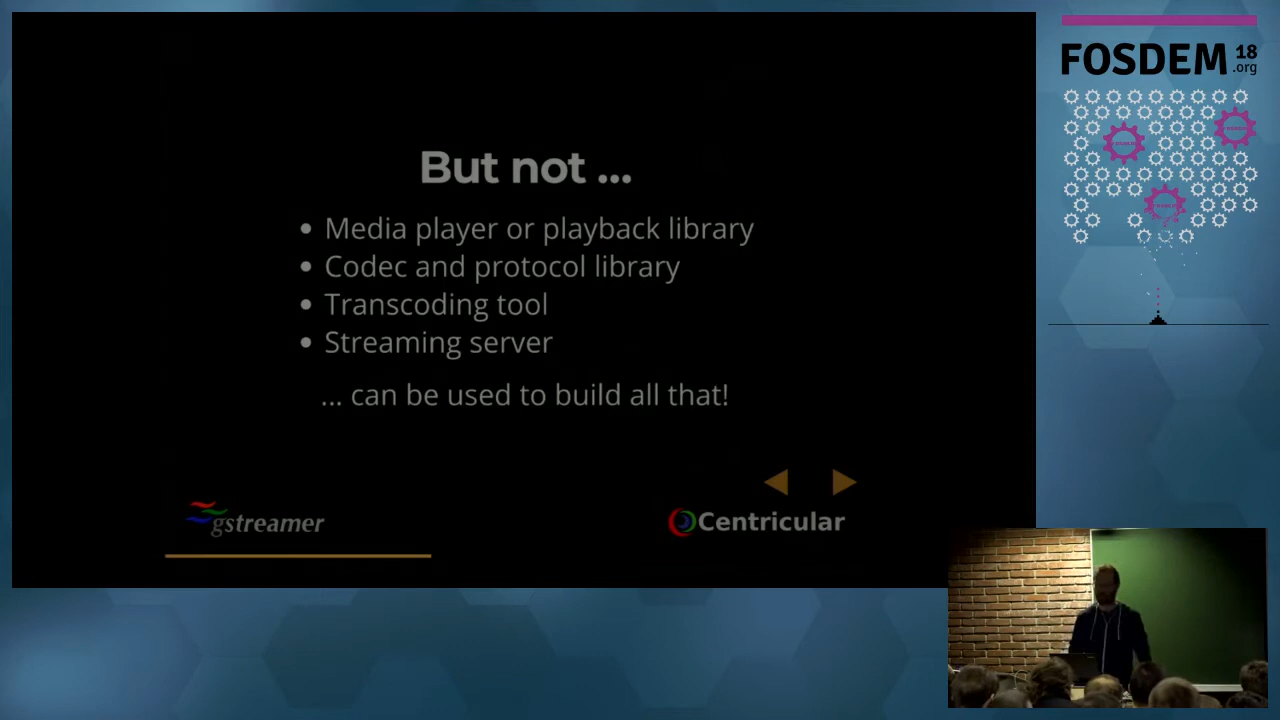 FOSDEM 18
.org
But not ...
• Media player or playback library
• Codec and protocol library
• Transcoding tool
• Streaming server
... can be used to build all that!
gstreamer
Centricular